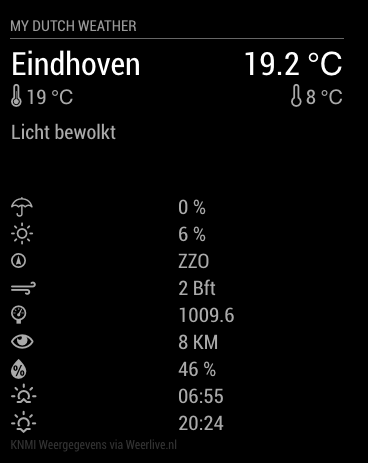 MY DUTCH WEATHER
Eindhoven 19.2 °C
19 °C 8 °C
Licht bewolkt
0 %
6 %
ZZO
2 Bft
1009.6
8 KM
46 %
06:55
20:24
KNMI Weergegevens via Weerlive.nl